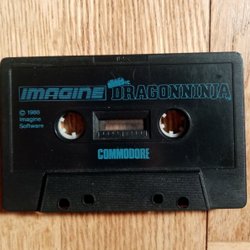 IMAGINE
DRAGONNINJA
© 1988
Imagine
Software
COMMODORE